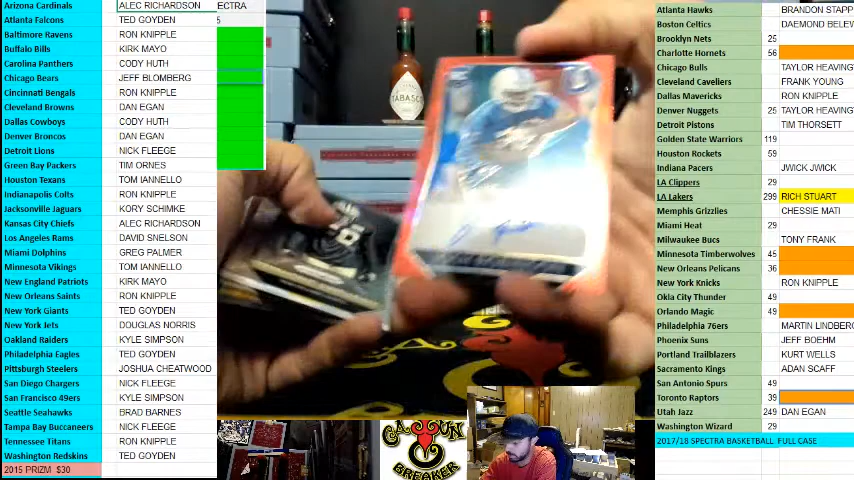 Arizona Cardinals ALEC RICHARDSON ECTRA
Atlanta Falcons TED GOYDEN 5
Baltimore Ravens RON KNIPPLE
Buffalo Bills KIRK MAYO
Carolina Panthers CODY HUTH
Chicago Bears JEFF BLOMBERG
Cincinnati Bengals RON KNIPPLE
Cleveland Browns DAN EGAN
Dallas Cowboys CODY HUTH
Denver Broncos DAN EGAN
Detroit Lions NICK FLEEGE
Green Bay Packers TIM ORNES
Houston Texans TOM IANNELLO
Indianapolis Colts RON KNIPPLE
Jacksonville Jaguars KORY SCHIMKE
Kansas City Chiefs ALEC RICHARDSON
Los Angeles Rams DAVID SNELSON
Miami Dolphins GREG PALMER
Minnesota Vikings TOM IANNELLO
New England Patriots KIRK MAYO
New Orleans Saints RON KNIPPLE
New York Giants TED GOYDEN
New York Jets DOUGLAS NORRIS
Oakland Raiders KYLE SIMPSON
Philadelphia Eagles TED GOYDEN
Pittsburgh Steelers JOSHUA CHEATWOOD
San Diego Chargers NICK FLEEGE
San Francisco 49ers KYLE SIMPSON
Seattle Seahawks BRAD BARNES
Tampa Bay Buccaneers NICK FLEEGE
Tennessee Titans RON KNIPPLE
Washington Redskins TED GOYDEN
2015 PRIZM $30
TABASCO
CAJUN
BREAKER
Atlanta Hawks BRANDON STAPP
Boston Celtics DAEMOND BELEW
Brooklyn Nets 25
Charlotte Hornets 56
Chicago Bulls TAYLOR HEAVING
Cleveland Caveliers FRANK YOUNG
Dallas Mavericks RON KNIPPLE
Denver Nuggets 25 TAYLOR HEAVING
Detroit Pistons TIM THORSETT
Golden State Warriors 119
Houston Rockets 59
Indiana Pacers JWICK JWICK
LA Clippers 29
LA Lakers 299 RICH STUART
Memphis Grizzlies CHESSIE MATI
Miami Heat 29
Milwaukee Bucs TONY FRANK
Minnesota Timberwolves 45
New Orleans Pelicans 36
New York Knicks RON KNIPPLE
Okla City Thunder 49
Orlando Magic 49
Philadelphia 76ers MARTIN LINDBERG
Phoenix Suns JEFF BOEHM
Portland Trailblazers KURT WELLS
Sacramento Kings ADAN SCAFF
San Antonio Spurs 49
Toronto Raptors 39
Utah Jazz 249 DAN EGAN
Washington Wizard 29
2017/18 SPECTRA BASKETBALL FULL CASE